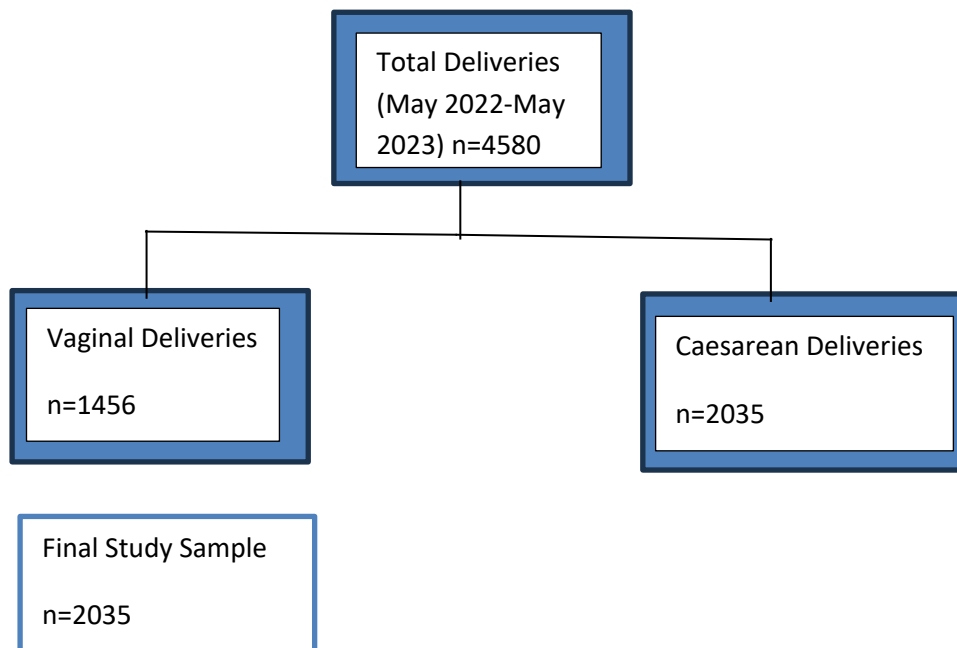 Total Deliveries
(May 2022-May
2023) n=4580
Vaginal Deliveries
n=1456
Caesarean Deliveries
n=2035
Final Study Sample
n=2035